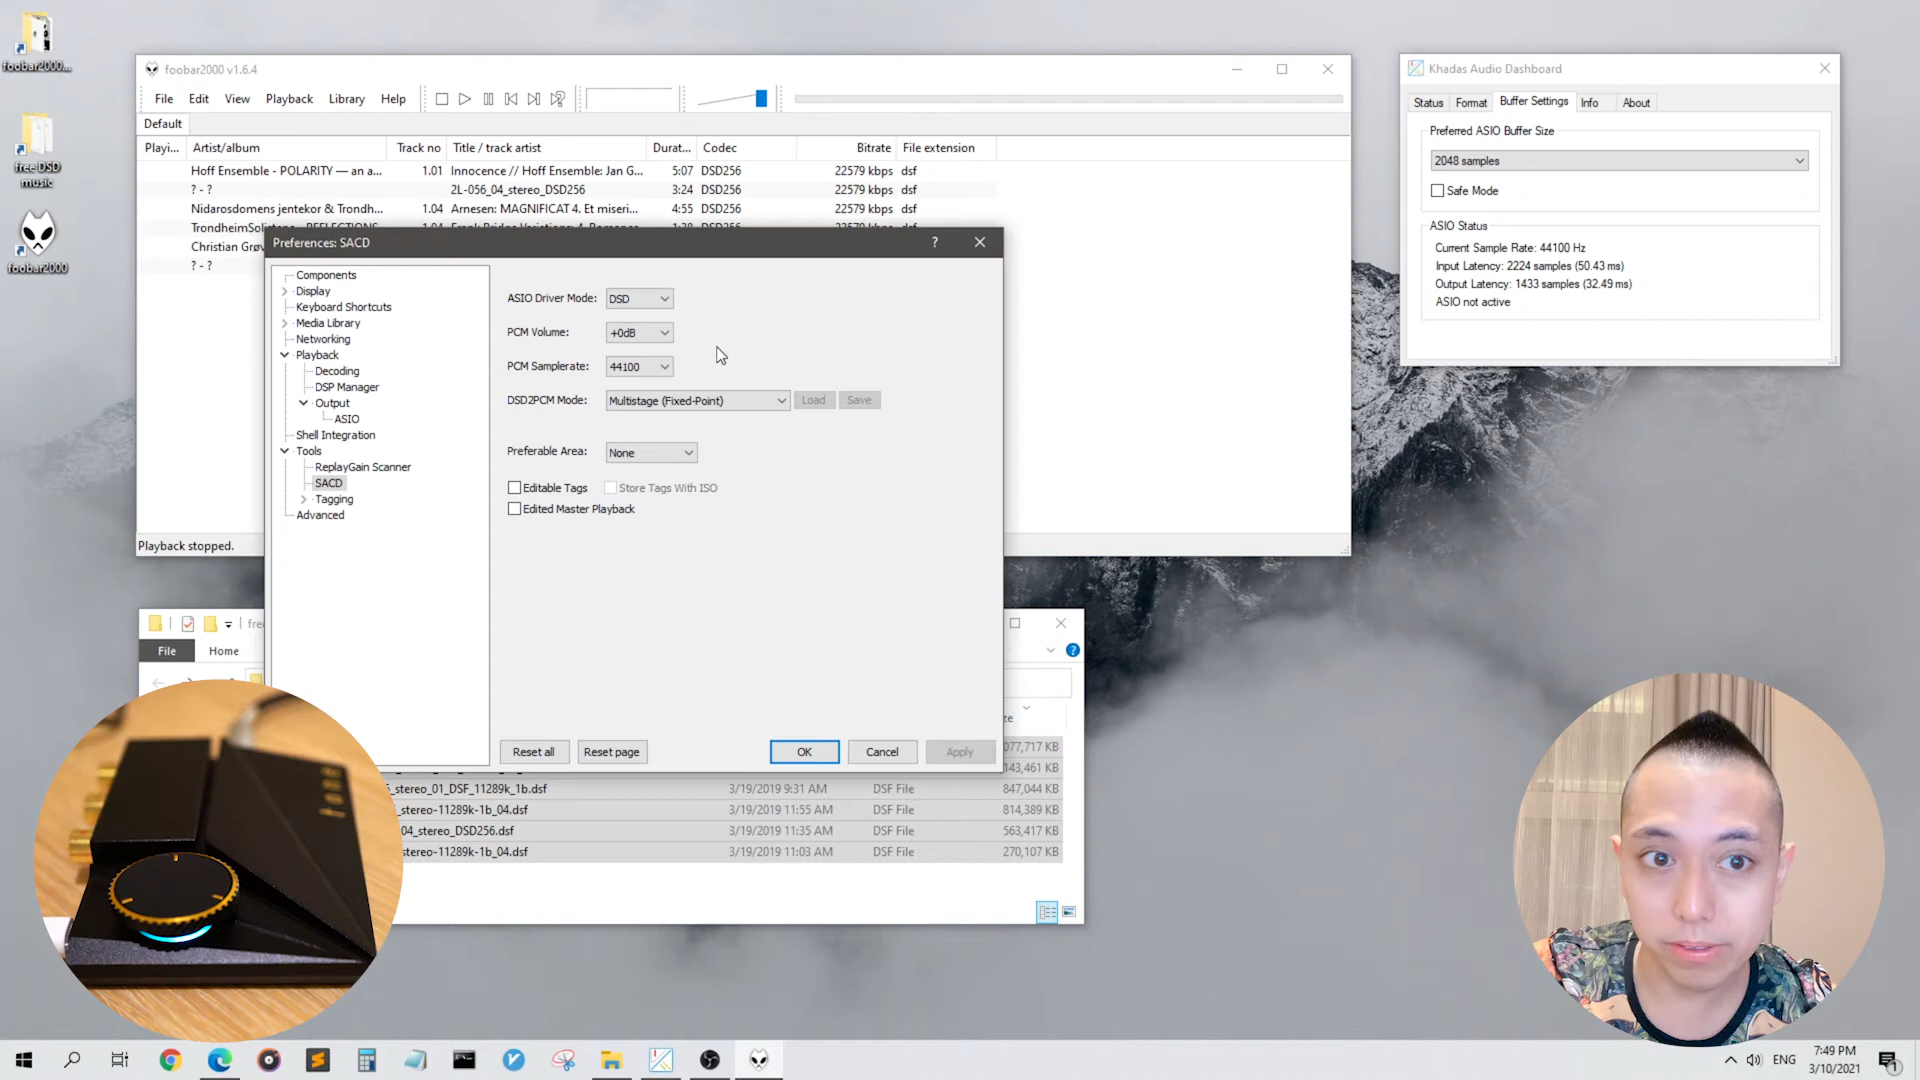 foobar2000...
free DSD
music
foobar2000
foobar2000 v1.6.4
File Edit View Playback Library Help
Default
Playi... Artist/album Track no Title / track artist Durat... Codec Bitrate File extension
Hoff Ensemble - POLARITY — an a... 1.01 Innocence // Hoff Ensemble: Jan G... 5:07 DSD256 22579 kbps dsf
? - ? 2L-056_04_stereo_DSD256 3:24 DSD256 22579 kbps dsf
Nidarosdomens jentekor & Trondh... 1.04 Arnesen: MAGNIFICAT 4. Et miseri... 4:55 DSD256 22579 kbps dsf
Christian Grøv
? - ?
Playback stopped.
Preferences: SACD
?
Components
Display
Keyboard Shortcuts
Media Library
Networking
Playback
Decoding
DSP Manager
Output
ASIO
Shell Integration
Tools
ReplayGain Scanner
SACD
Tagging
Advanced
ASIO Driver Mode: DSD
PCM Volume: +0dB
PCM Samplerate: 44100
DSD2PCM Mode: Multistage (Fixed-Point) Load Save
Preferable Area: None
Editable Tags Store Tags With ISO
Edited Master Playback
Reset all Reset page OK Cancel Apply
Khadas Audio Dashboard
Status Format Buffer Settings Info About
Preferred ASIO Buffer Size
2048 samples
Safe Mode
ASIO Status
Current Sample Rate: 44100 Hz
Input Latency: 2224 samples (50.43 ms)
Output Latency: 1433 samples (32.49 ms)
ASIO not active
File Home
077,717 KB
143,461 KB
_stereo_01_DSF_11289k_1b.dsf 3/19/2019 9:31 AM DSF File 847,044 KB
_stereo-11289k-1b_04.dsf 3/19/2019 11:55 AM DSF File 814,389 KB
04_stereo_DSD256.dsf 3/19/2019 11:35 AM DSF File 563,417 KB
stereo-11289k-1b_04.dsf 3/19/2019 11:03 AM DSF File 270,107 KB
tone
ENG
7:49 PM
3/10/2021
1